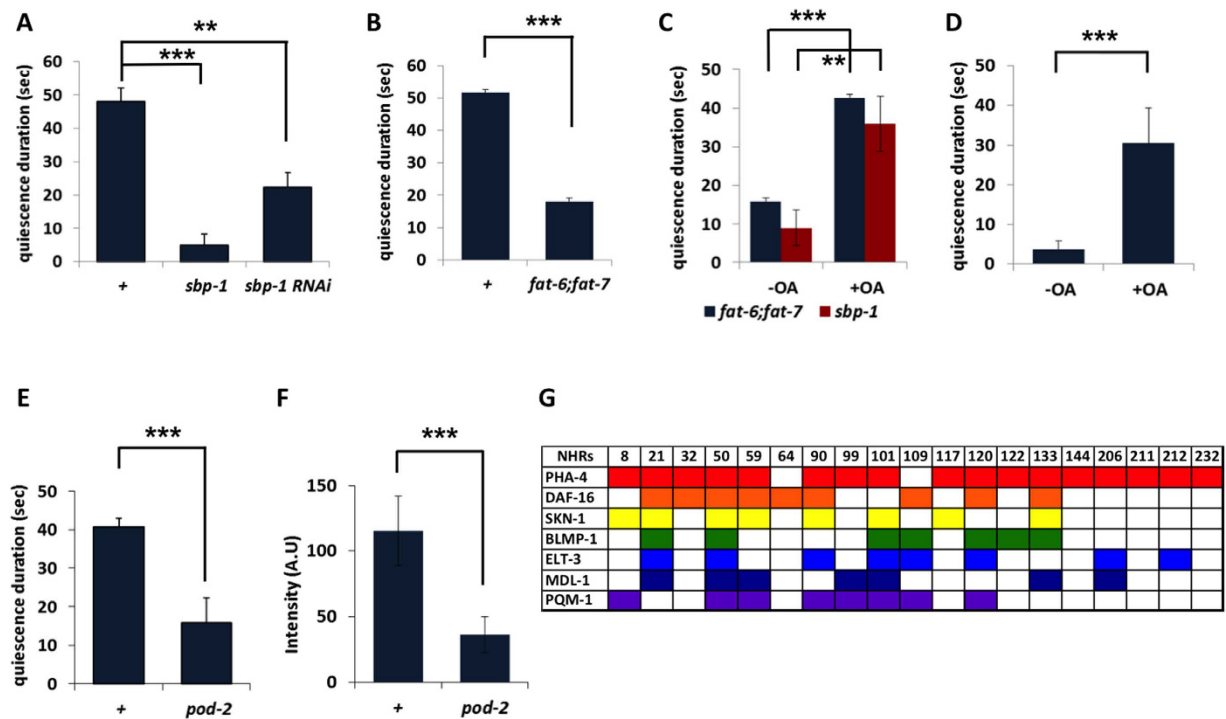 A
**
***
quiescence duration (sec)
60
50
40
30
20
10
0
+ sbp-1 sbp-1 RNAi
B
***
quiescence duration (sec)
60
50
40
30
20
10
0
+ fat-6;fat-7
C
***
**
quiescence duration (sec)
50
40
30
20
10
0
-OA +OA
fat-6;fat-7 sbp-1
D
***
quiescence duration (sec)
50
40
30
20
10
0
-OA +OA
E
***
quiescence duration (sec)
50
40
30
20
10
0
+ pod-2
F
***
Intensity (A.U)
150
100
50
0
+ pod-2
G
NHRs 8 21 32 50 59 64 90 99 101 109 117 120 122 133 144 206 211 212 232
PHA-4
DAF-16
SKN-1
BLMP-1
ELT-3
MDL-1
PQM-1